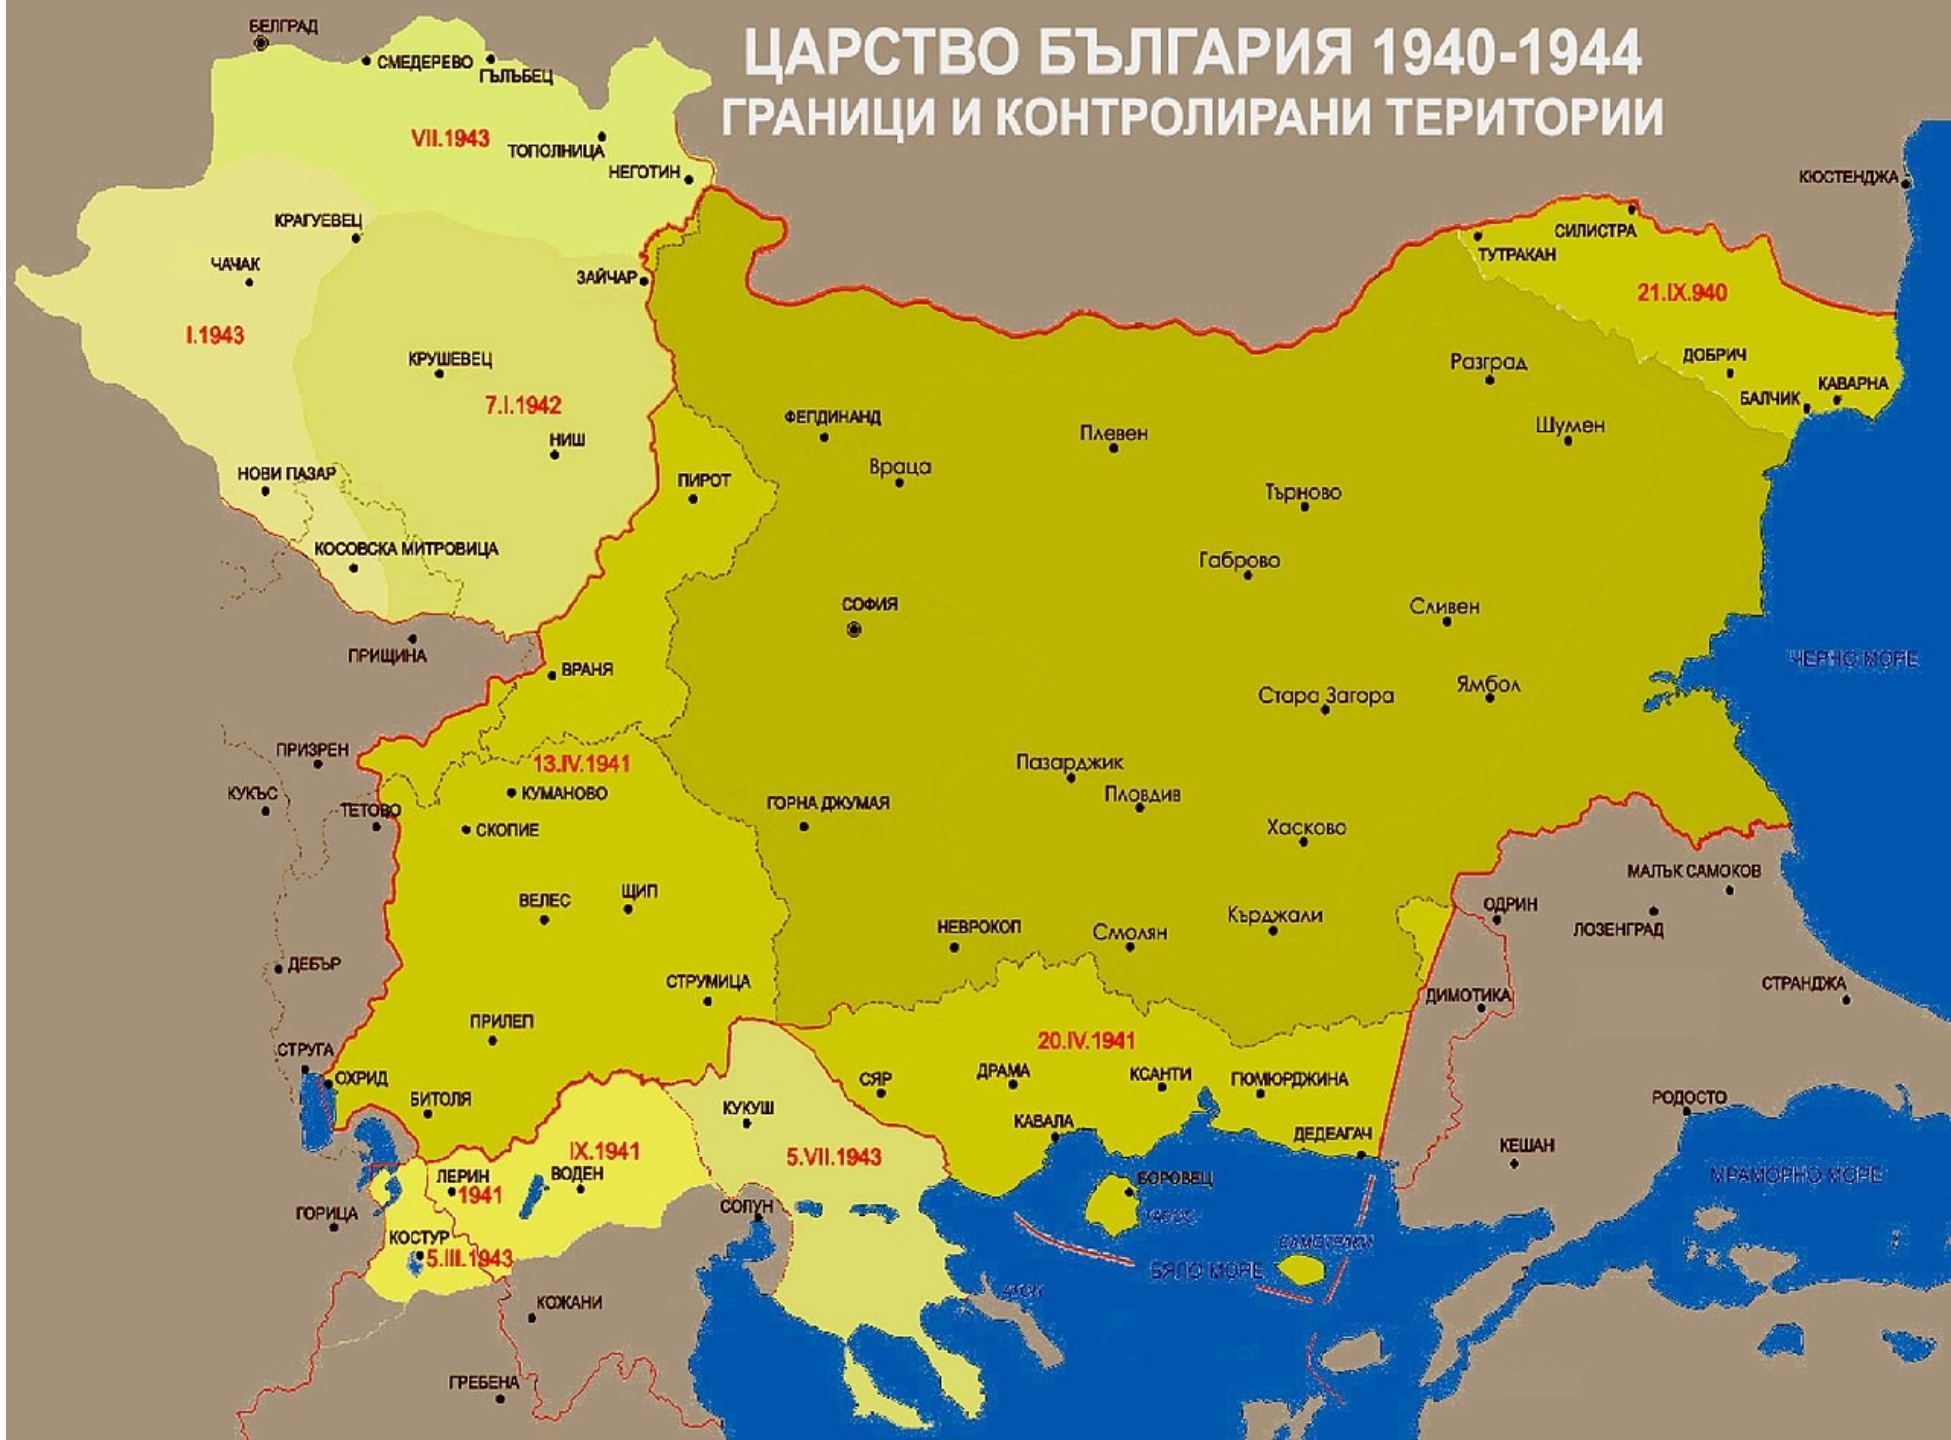 ЦАРСТВО БЪЛГАРИЯ 1940-1944
ГРАНИЦИ И КОНТРОЛИРАНИ ТЕРИТОРИИ
БЕЛГРАД
СМЕДЕРЕВО
ГЪЛЪБЕЦ
VII.1943
ТОПОЛНИЦА
НЕГОТИН
КЮСТЕНДЖА
КРАГУЕВЕЦ
СИЛИСТРА
ТУТРАКАН
ЧАЧАК
ЗАЙЧАР
21.IX.940
I.1943
КРУШЕВЕЦ
ДОБРИЧ
Разград
КАВАРНА
БАЛЧИК
7.I.1942
ФЕПДИНАНД
Плевен
Шумен
НИШ
Враца
НОВИ ПАЗАР
ПИРОТ
Търново
КОСОВСКА МИТРОВИЦА
Габрово
СОФИЯ
Сливен
ПРИЩИНА
ЧЕРНО МОРЕ
ВРАНЯ
Ямбол
Стара Загора
ПРИЗРЕН
13.IV.1941
Пазарджик
КУКЪС
КУМАНОВО
Пловдив
ТЕТОВО
ГОРНА ДЖУМАЯ
СКОПИЕ
Хасково
МАЛЪК САМОКОВ
ЩИП
ВЕЛЕС
ОДРИН
Кърджали
НЕВРОКОП
Смолян
ЛОЗЕНГРАД
ДЕБЪР
СТРУМИЦА
СТРАНДЖА
ДИМОТИКА
ПРИЛЕП
20.IV.1941
СТРУГА
ОХРИД
СЯР
ДРАМА
КСАНТИ
ГЮМЮРДЖИНА
БИТОЛЯ
РОДОСТО
КУКУШ
КАВАЛА
ДЕДЕАГАЧ
IX.1941
5.VII.1943
КЕШАН
ЛЕРИН
ВОДЕН
1941
БОРОВЕЦ
МРАМОРНО МОРЕ
СОЛУН
ГОРИЦА
КОСТУР
5.III.1943
САМОТРАКИ
БЯЛО МОРЕ
КОЖАНИ
ГРЕБЕНА